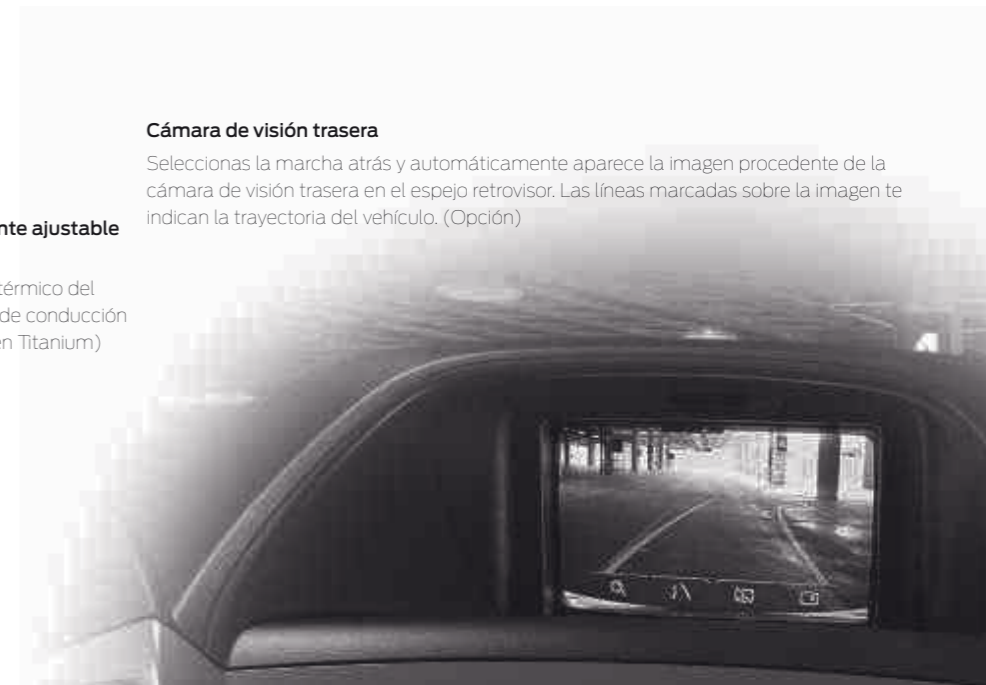 Cámara de visión trasera
Seleccionas la marcha atrás y automáticamente aparece la imagen procedente de la
cámara de visión trasera en el espejo retrovisor. Las líneas marcadas sobre la imagen te
indican la trayectoria del vehículo. (Opción)
nte ajustable
térmico del
de conducción
en Titanium)